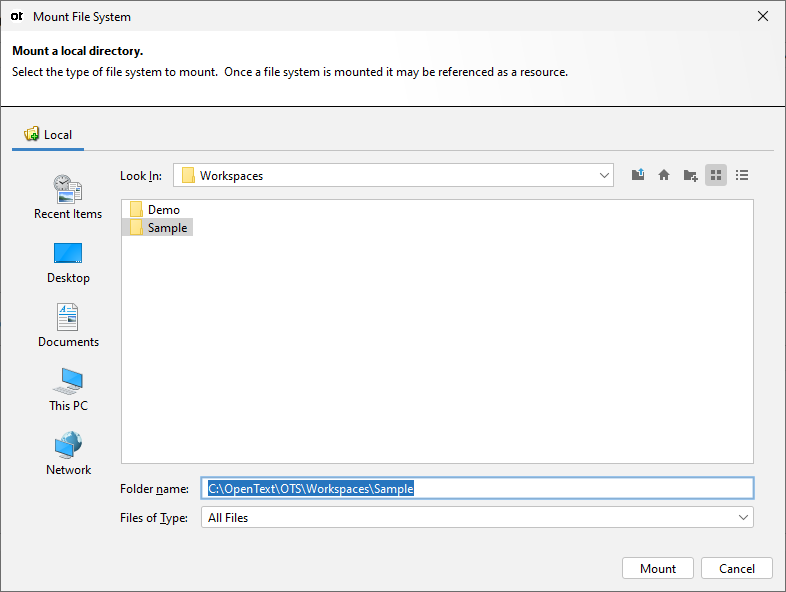 ot Mount File System
Mount a local directory.
Select the type of file system to mount.  Once a file system is mounted it may be referenced as a resource.
Local
Look In: Workspaces
Recent Items
Desktop
Documents
This PC
Network
Demo
Sample
Folder name: C:\OpenText\OTS\Workspaces\Sample
Files of Type: All Files
Mount Cancel